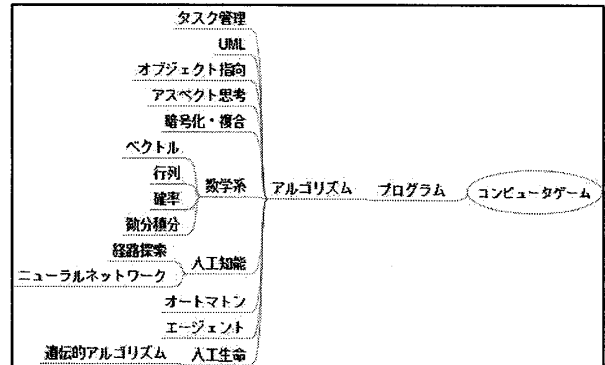 タスク管理
UML
オブジェクト指向
アスペクト思考
暗号化・複合
ベクトル
行列
確率
微分積分
数学系
アルゴリズム
プログラム
コンピュータゲーム
経路探索
ニューラルネットワーク
人工知能
オートマトン
エージェント
遺伝的アルゴリズム
人工生命